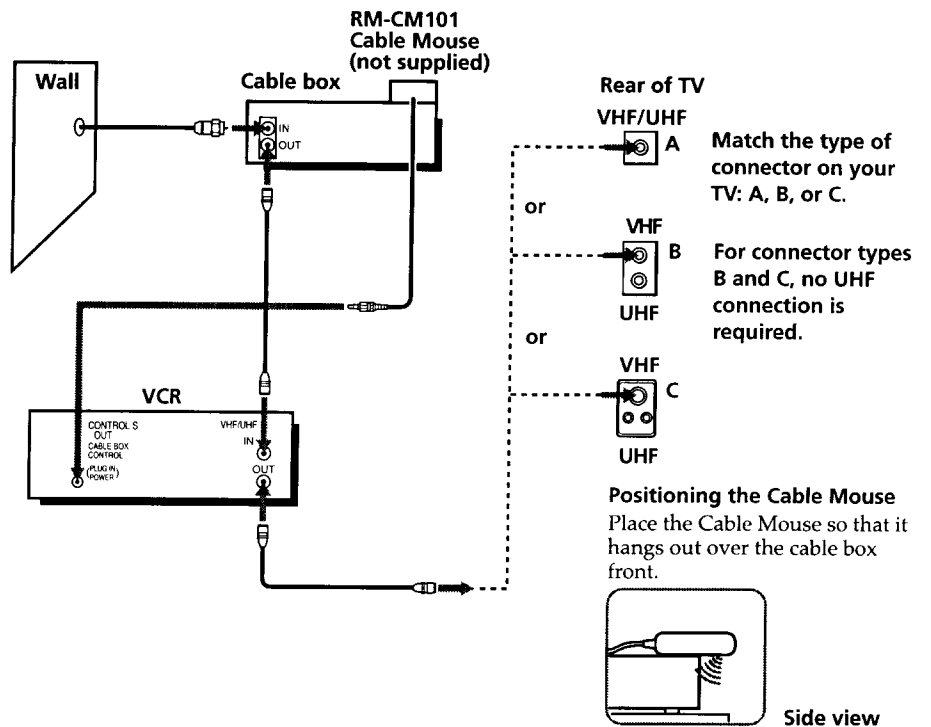 RM-CM101
Cable Mouse
(not supplied)
Wall
Cable box
IN
OUT
Rear of TV
VHF/UHF
A
Match the type of
connector on your
TV: A, B, or C.
or
VHF
B
UHF
For connector types
B and C, no UHF
connection is
required.
or
VHF
C
UHF
VCR
CONTROL S
OUT
CABLE BOX
CONTROL
(PLUG IN
POWER)
VHF/UHF
IN
OUT
Positioning the Cable Mouse
Place the Cable Mouse so that it
hangs out over the cable box
front.
Side view